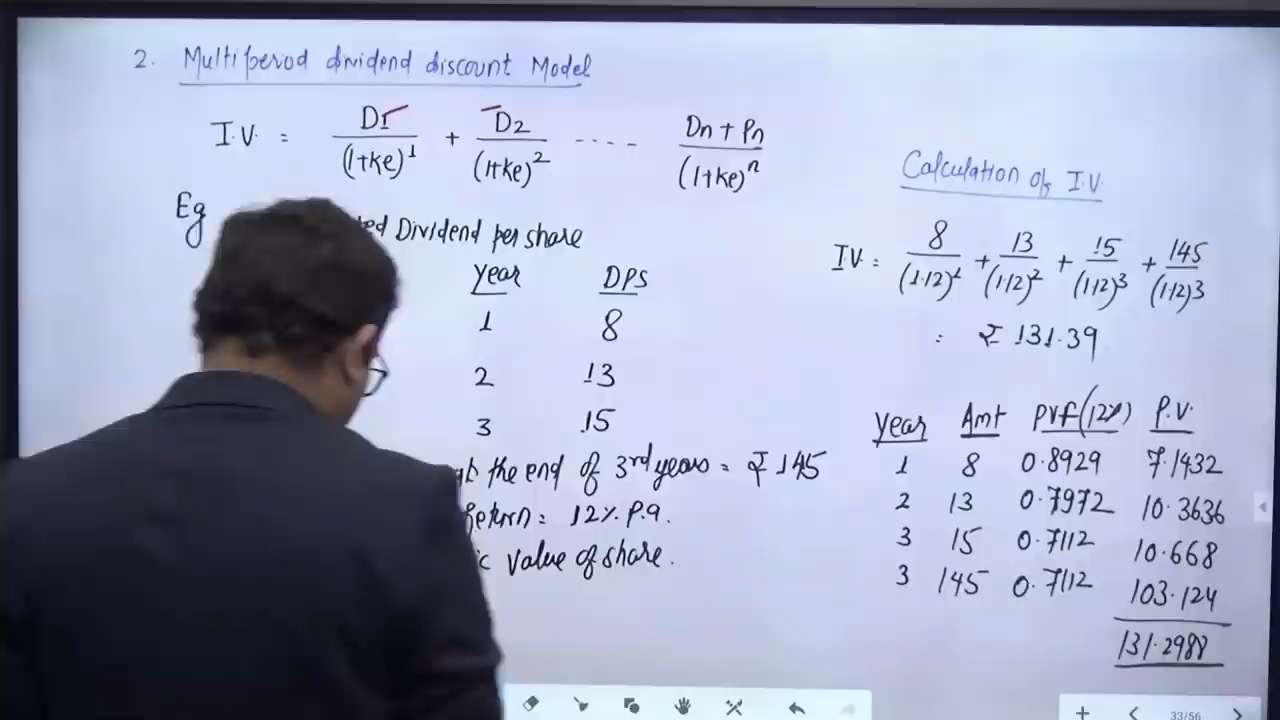 2. Multiperiod dividend discount Model
I.V. = D1/(1+ke)^1 + D2/(1+ke)^2 ---- Dn + Pn/(1+ke)^n
Eg Dividend per share
Year DPS
1 8
2 13
3 15
the end of 3rd years = ₹ 145
12%. P.a.
value of share.
Calculation of I.V
I.V. = 8/(1.12)^1 + 13/(1.12)^2 + 15/(1.12)^3 + 145/(1.12)^3
= ₹ 131.39
Year Amt pvf(12%) P.V.
1 8 0.8929 7.1432
2 13 0.7972 10.3636
3 15 0.7112 10.668
3 145 0.7112 103.124
131.2988
33/56